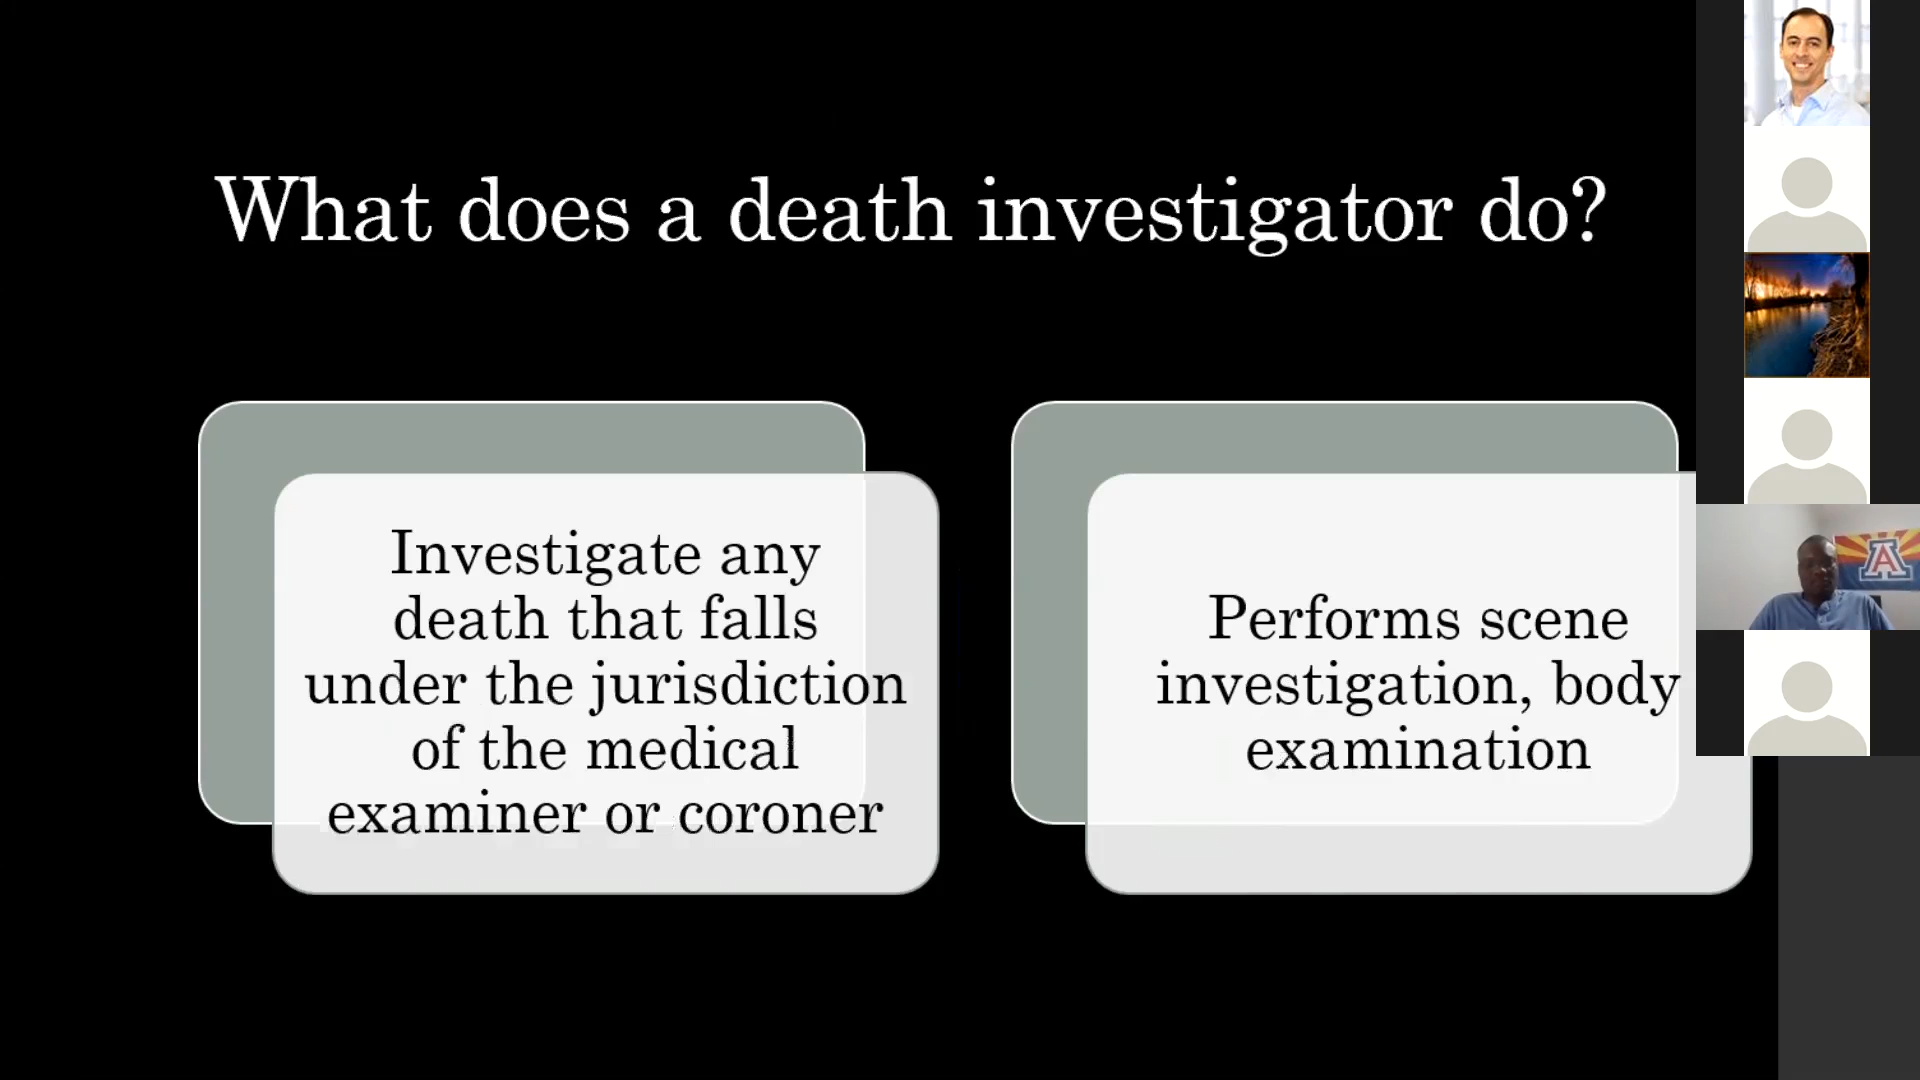 What does a death investigator do?
Investigate any
death that falls
under the jurisdiction
of the medical
examiner or coroner
Performs scene
investigation, body
examination
A